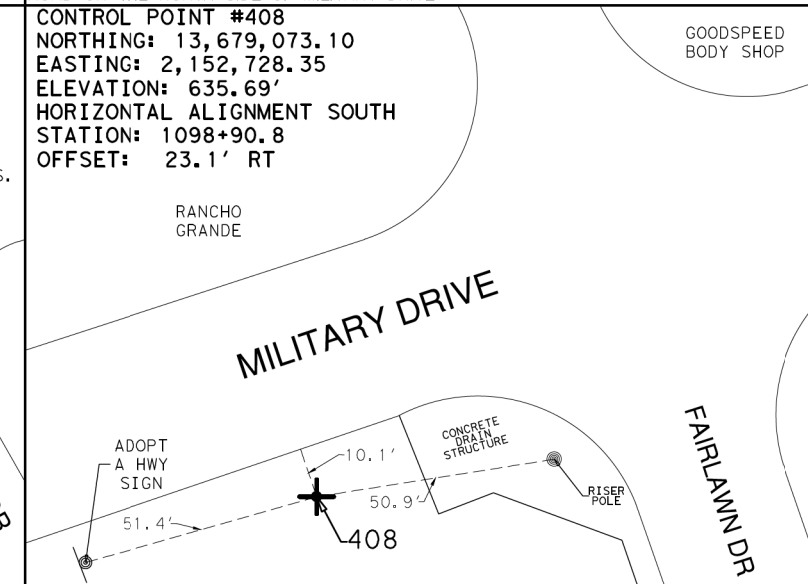 CONTROL POINT #408
NORTHING: 13,679,073.10
EASTING: 2,152,728.35
ELEVATION: 635.69'
HORIZONTAL ALIGNMENT SOUTH
STATION: 1098+90.8
OFFSET: 23.1' RT
GOODSPEED
BODY SHOP
S.
RANCHO
GRANDE
MILITARY DRIVE
ADOPT
A HWY
SIGN
CONCRETE
DRAIN
STRUCTURE
10.1'
50.9'
51.4'
RISER
POLE
408
FAIRLAWN DR